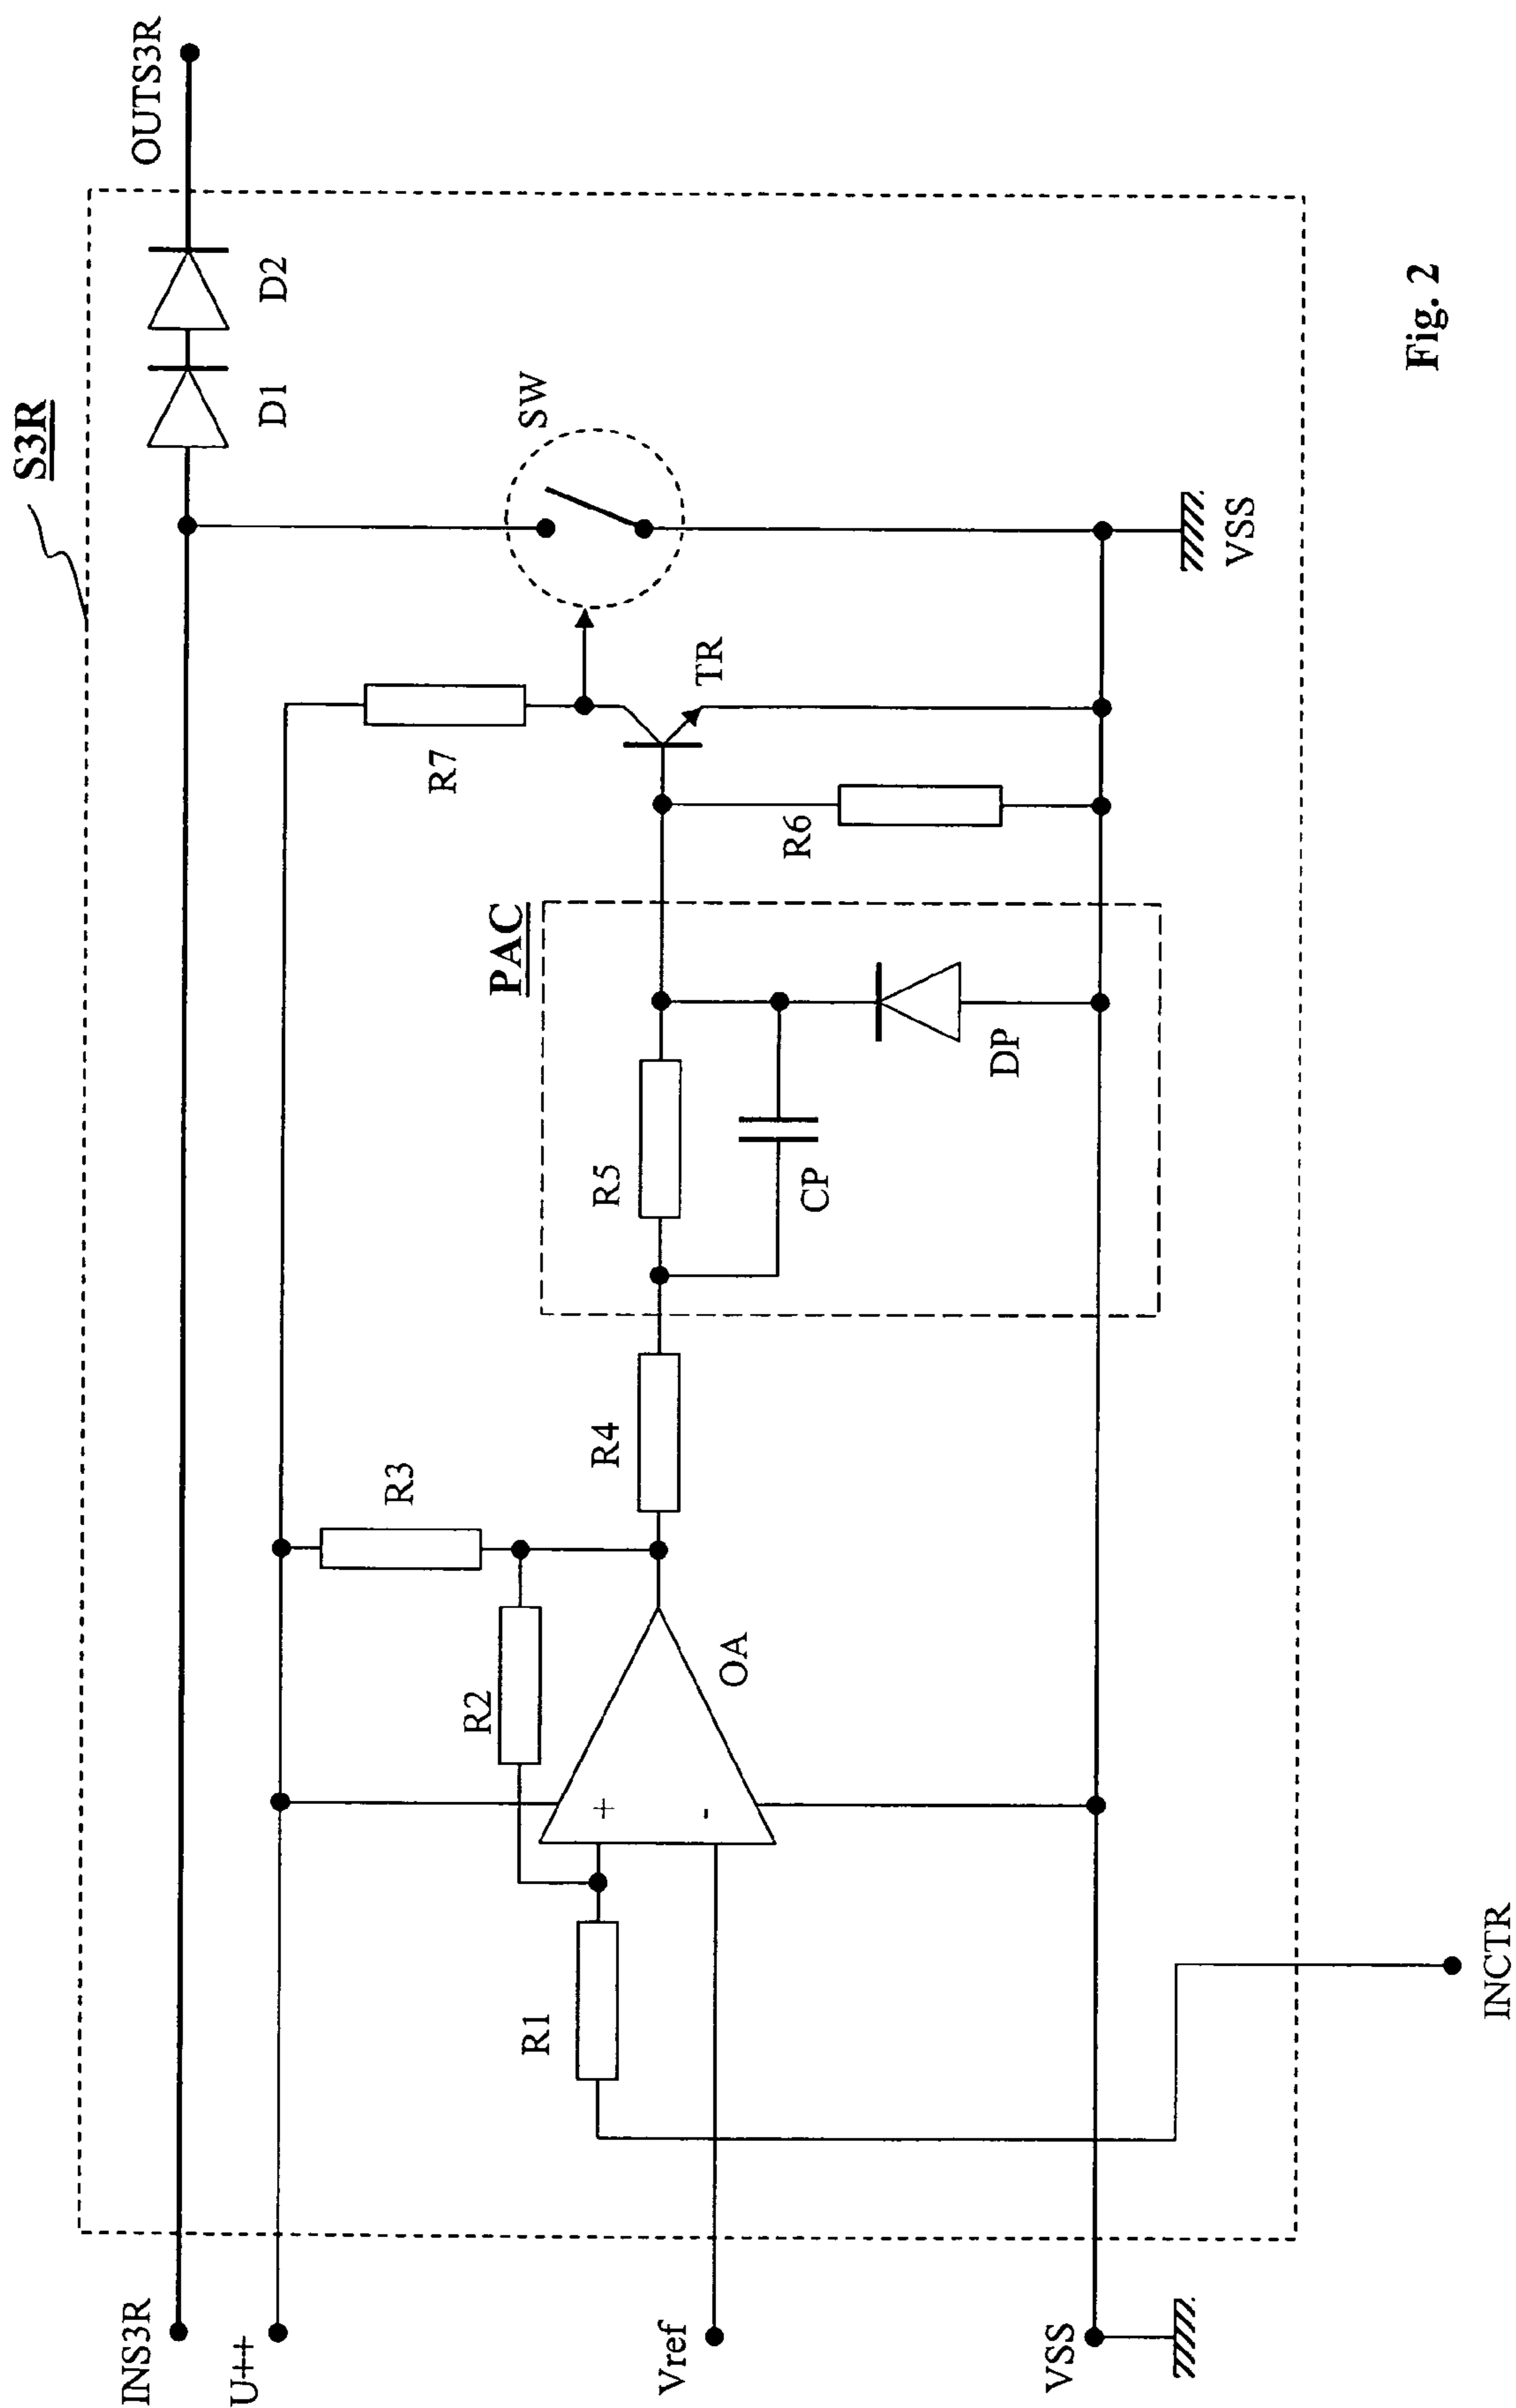 S3R
INS3R
OUTS3R
D1
D2
U++
R3
R7
SW
PAC
R2
R1
+
-
OA
R4
R5
CP
DP
TR
R6
Vref
VSS
VSS
INCTR
Fig. 2